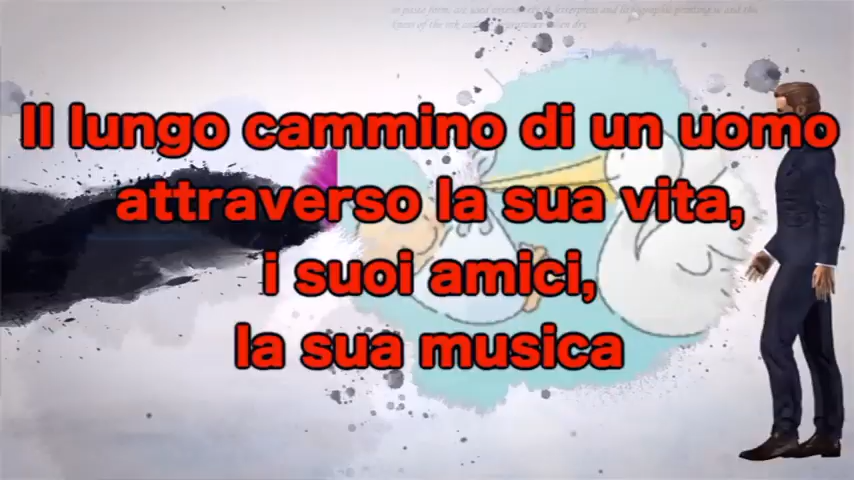 Il lungo cammino di un uomo
attraverso la sua vita,
i suoi amici,
la sua musica